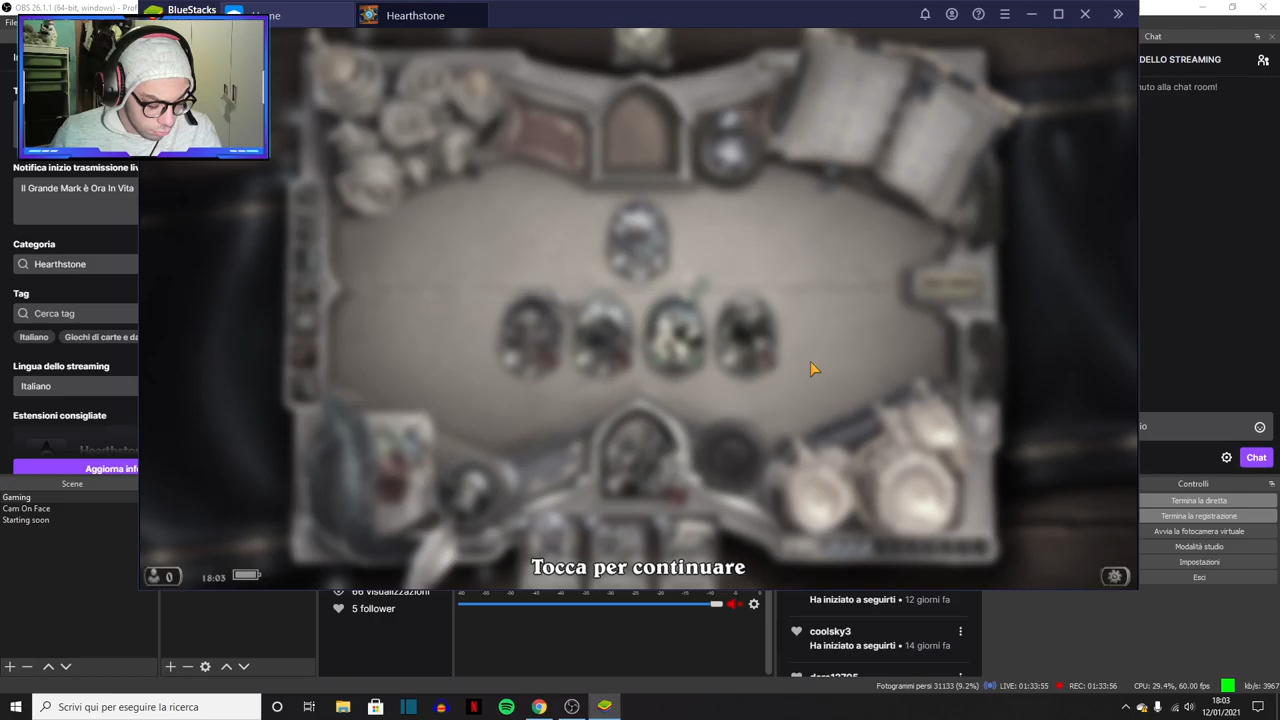 OBS 26.1.1 (64-bit, windows) - Prof
BlueStacks
Hearthstone
Chat
DELLO STREAMING
Notifica inizio trasmissione liv
Il Grande Mark è Ora In Vita
Categoria
Hearthstone
Tag
Cerca tag
Italiano
Giochi di carte e da
Lingua dello streaming
Italiano
Estensioni consigliate
Hearthstone
Aggiorna info
Scene
Gaming
Cam On Face
Starting soon
Tocca per continuare
0
18:03
66 visualizzazioni
5 follower
Ha iniziato a seguirti • 12 giorni fa
coolsky3
Ha iniziato a seguirti • 14 giorni fa
Chat
Controlli
Termina la diretta
Termina la registrazione
Avvia la fotocamera virtuale
Modalità studio
Impostazioni
Esci
Fotogrammi persi 31133 (9.2%)
LIVE: 01:33:55
REC: 01:33:56
CPU: 29.4%, 60.00 fps
kb/s: 3967
Scrivi qui per eseguire la ricerca
18:03
12/01/2021